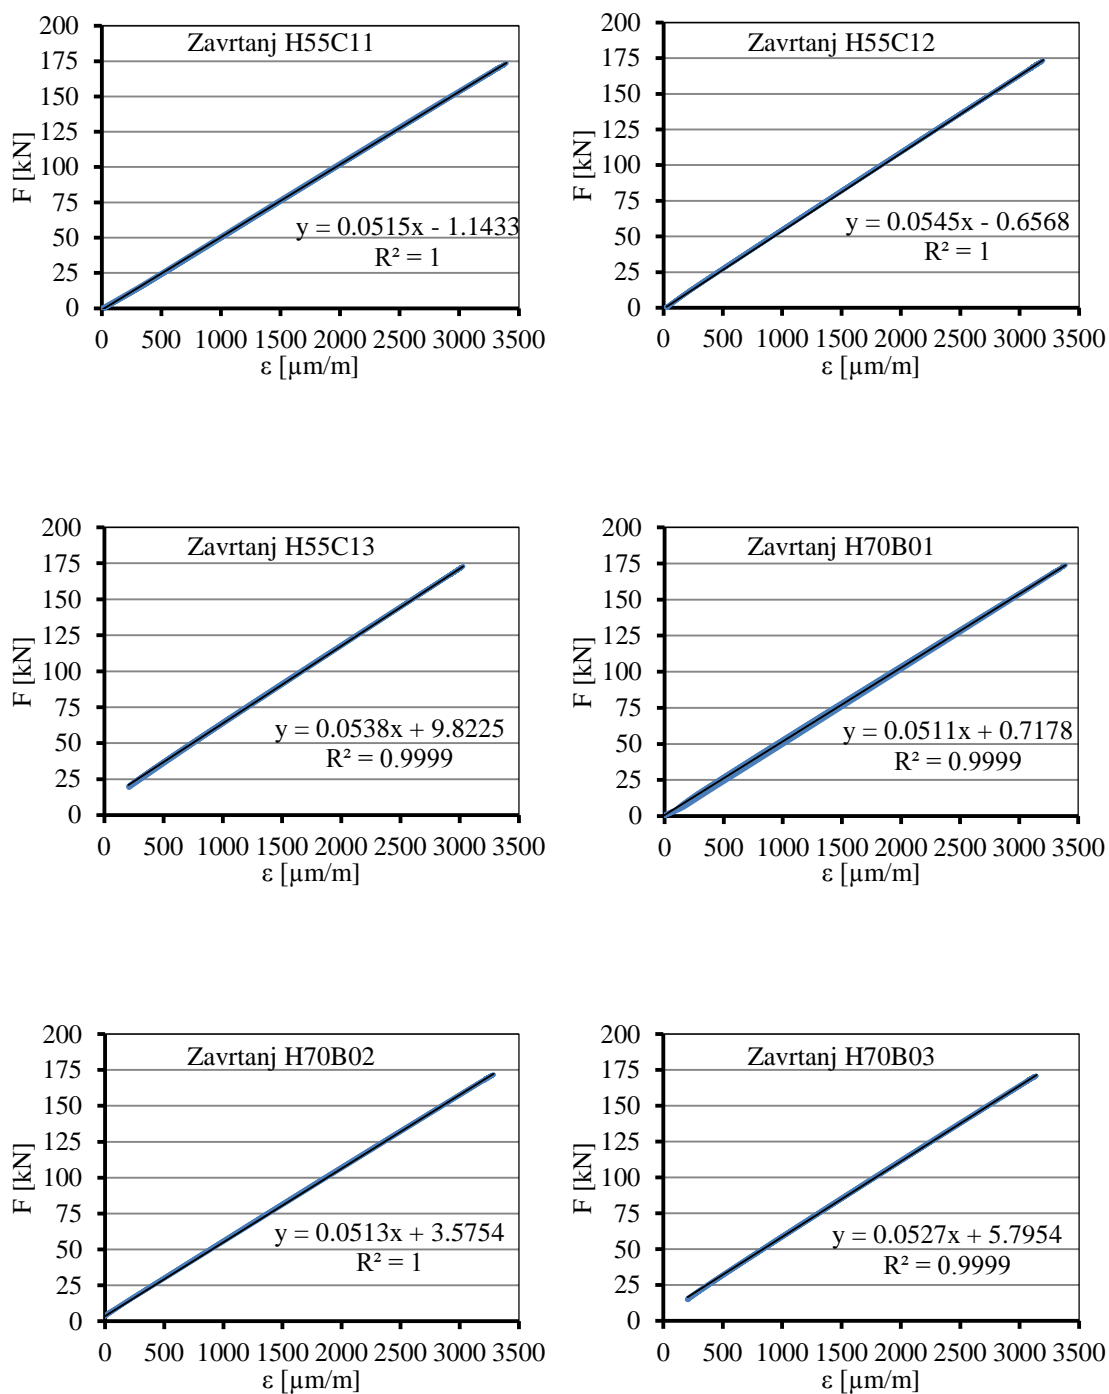 Zavrtanj H55C11
F [kN]
200
175
150
125
100
75
50
25
0
y = 0.0515x - 1.1433
R² = 1
0 500 1000 1500 2000 2500 3000 3500
ε [µm/m]
Zavrtanj H55C12
F [kN]
200
175
150
125
100
75
50
25
0
y = 0.0545x - 0.6568
R² = 1
0 500 1000 1500 2000 2500 3000 3500
ε [µm/m]
Zavrtanj H55C13
F [kN]
200
175
150
125
100
75
50
25
0
y = 0.0538x + 9.8225
R² = 0.9999
0 500 1000 1500 2000 2500 3000 3500
ε [µm/m]
Zavrtanj H70B01
F [kN]
200
175
150
125
100
75
50
25
0
y = 0.0511x + 0.7178
R² = 0.9999
0 500 1000 1500 2000 2500 3000 3500
ε [µm/m]
Zavrtanj H70B02
F [kN]
200
175
150
125
100
75
50
25
0
y = 0.0513x + 3.5754
R² = 1
0 500 1000 1500 2000 2500 3000 3500
ε [µm/m]
Zavrtanj H70B03
F [kN]
200
175
150
125
100
75
50
25
0
y = 0.0527x + 5.7954
R² = 0.9999
0 500 1000 1500 2000 2500 3000 3500
ε [µm/m]